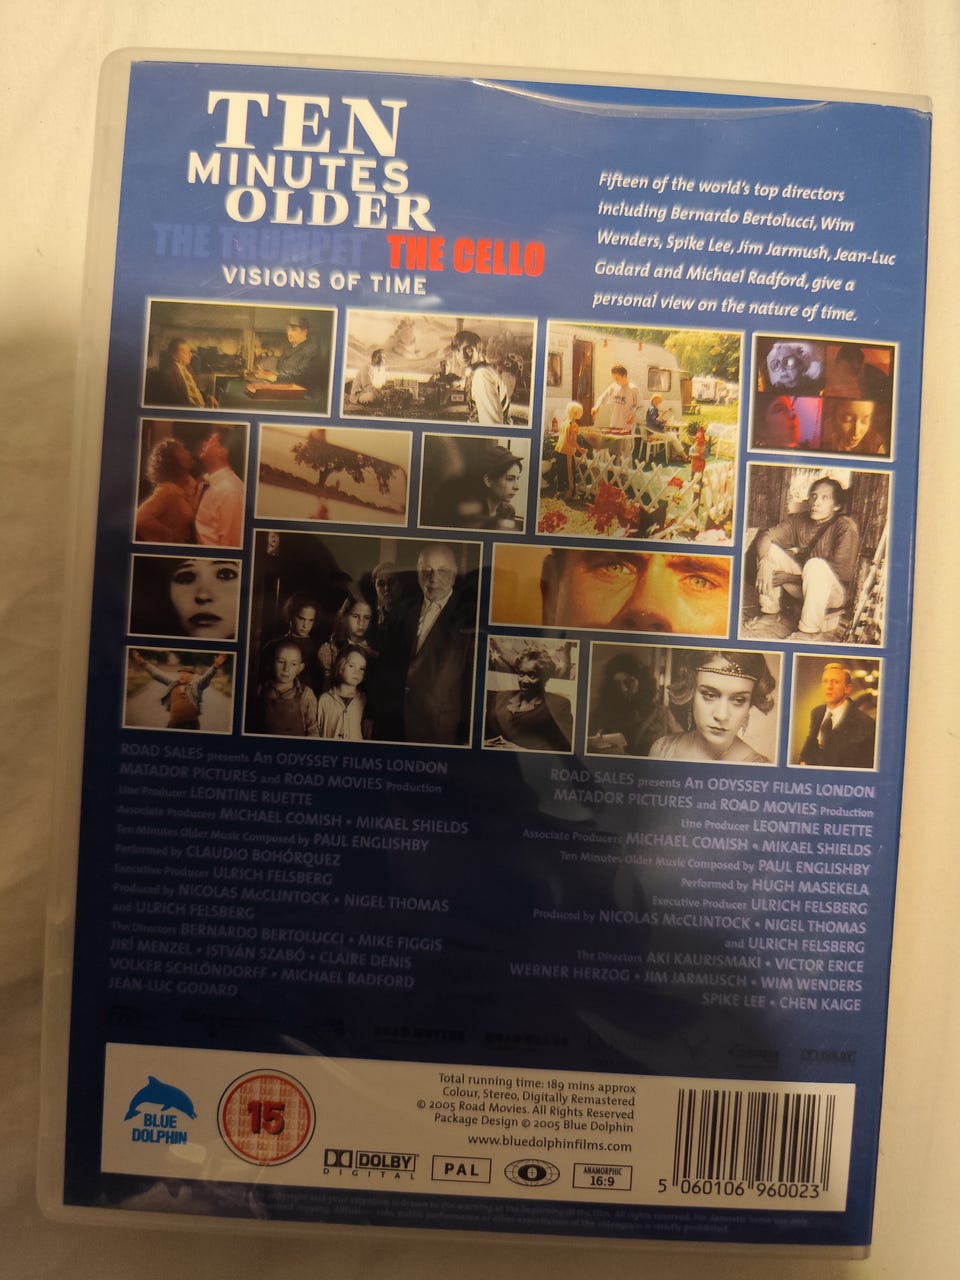 TEN
MINUTES
OLDER
THE TRUMPET THE CELLO
VISIONS OF TIME
Fifteen of the world's top directors
including Bernardo Bertolucci, Wim
Wenders, Spike Lee, Jim Jarmush, Jean-Luc
Godard and Michael Radford, give a
personal view on the nature of time.
ROAD SALES presents An ODYSSEY FILMS LONDON
MATADOR PICTURES and ROAD MOVIES Production
Line Producer LEONTINE RUETTE
Associate Producers MICHAEL COMISH • MIKAEL SHIELDS
Ten Minutes Older Music Composed by PAUL ENGLISHBY
Performed by CLAUDIO BOHÓRQUEZ
Executive Producer ULRICH FELSBERG
Produced by NICOLAS McCLINTOCK • NIGEL THOMAS
and ULRICH FELSBERG
The Directors BERNARDO BERTOLUCCI • MIKE FIGGIS
JIRÍ MENZEL • ISTVÁN SZABÓ • CLAIRE DENIS
VOLKER SCHLÖNDORFF • MICHAEL RADFORD
JEAN-LUC GODARD
ROAD SALES presents An ODYSSEY FILMS LONDON
MATADOR PICTURES and ROAD MOVIES Production
Line Producer LEONTINE RUETTE
Associate Producers MICHAEL COMISH • MIKAEL SHIELDS
Ten Minutes Older Music Composed by PAUL ENGLISHBY
Performed by HUGH MASEKELA
Executive Producer ULRICH FELSBERG
Produced by NICOLAS McCLINTOCK • NIGEL THOMAS
and ULRICH FELSBERG
The Directors AKI KAURISMAKI • VICTOR ERICE
WERNER HERZOG • JIM JARMUSCH • WIM WENDERS
SPIKE LEE • CHEN KAIGE
BLUE
DOLPHIN
15
Total running time: 189 mins approx
Colour, Stereo, Digitally Remastered
© 2005 Road Movies. All Rights Reserved
Package Design © 2005 Blue Dolphin
www.bluedolphinfilms.com
DOLBY
DIGITAL
PAL
0
ANAMORPHIC
16:9
5 060106 960023